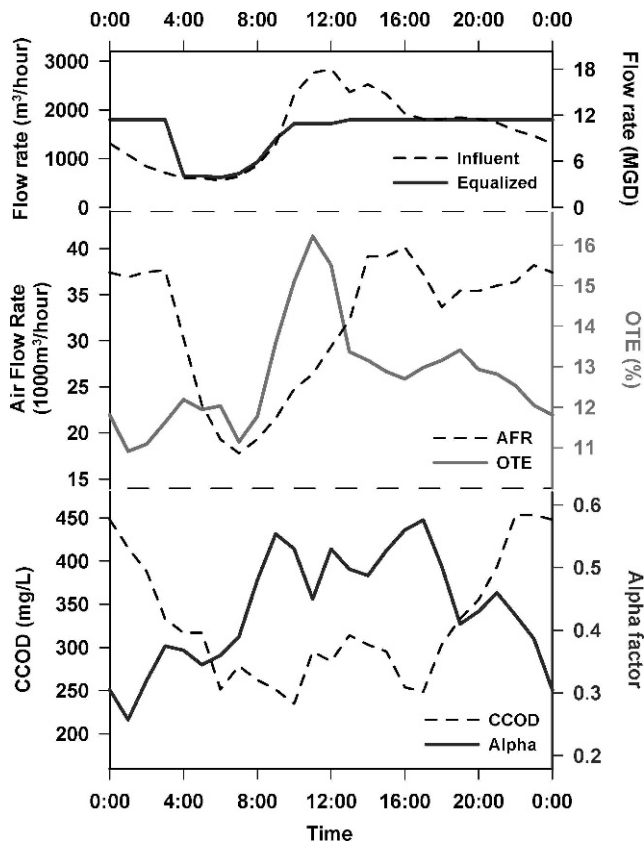 0:00 4:00 8:00 12:00 16:00 20:00 0:00
3000
2000
1000
0
Flow rate (m³/hour)
18
12
6
0
Flow rate (MGD)
Influent
Equalized
40
35
30
25
20
15
Air Flow Rate
(1000m³/hour)
16
15
14
13
12
11
OTE (%)
AFR
OTE
450
400
350
300
250
200
CCOD (mg/L)
0.6
0.5
0.4
0.3
0.2
Alpha factor
CCOD
Alpha
0:00 4:00 8:00 12:00 16:00 20:00 0:00
Time